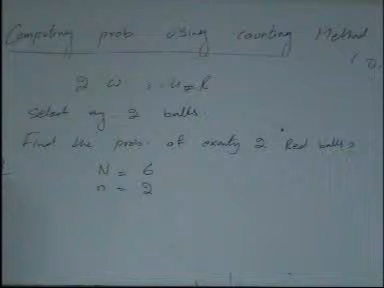 Computing prob using counting Method
2 W , 4 = R
Select any 2 balls.
Find the prob. of exactly 2 Red balls
N = 6
n = 2